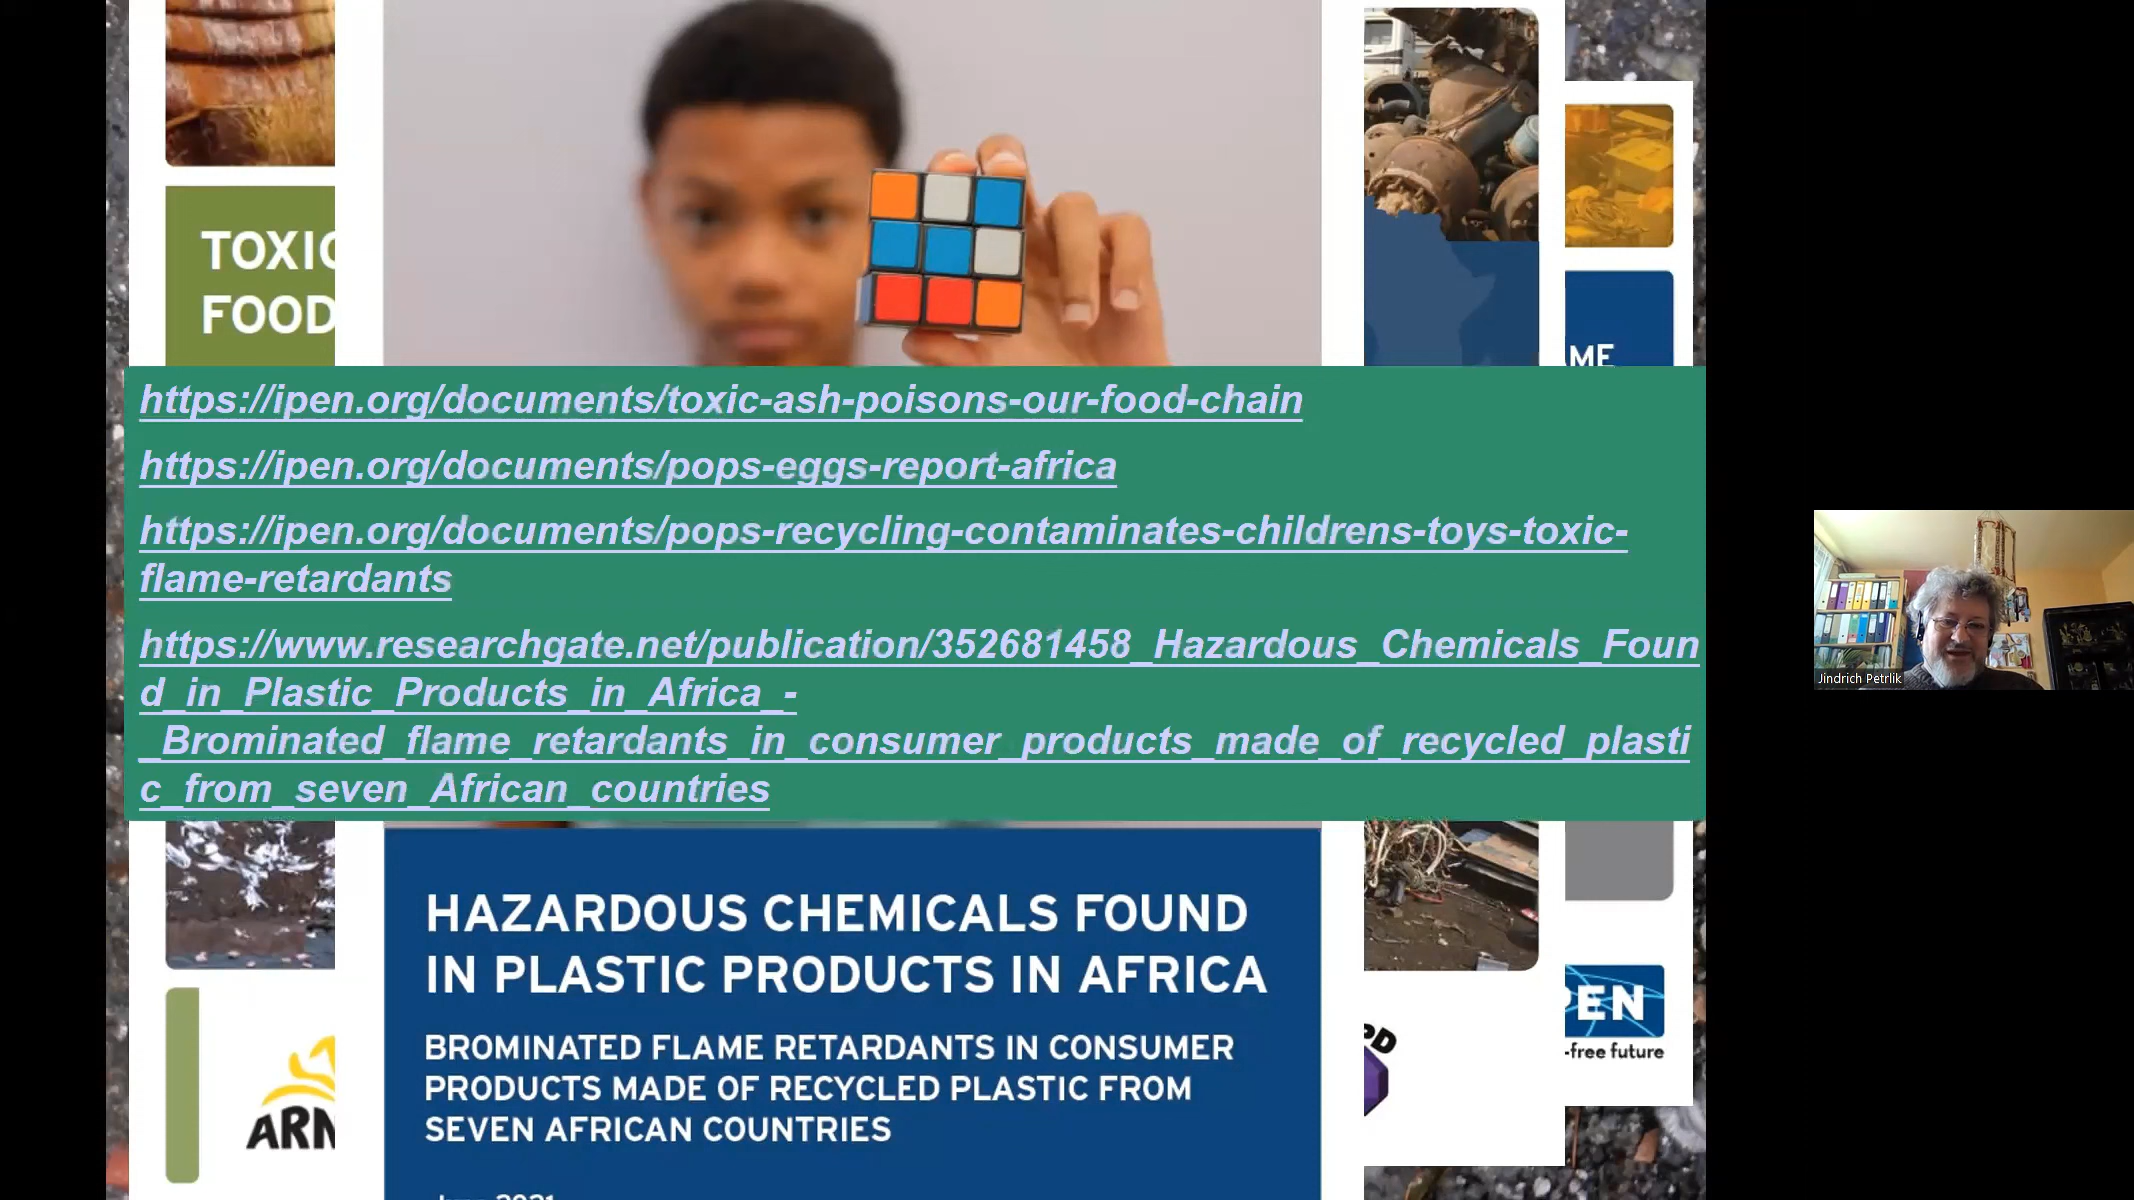 TOXIC
FOOD
ME
https://ipen.org/documents/toxic-ash-poisons-our-food-chain
https://ipen.org/documents/pops-eggs-report-africa
https://ipen.org/documents/pops-recycling-contaminates-childrens-toys-toxic-
flame-retardants
https://www.researchgate.net/publication/352681458_Hazardous_Chemicals_Foun
d_in_Plastic_Products_in_Africa_-
_Brominated_flame_retardants_in_consumer_products_made_of_recycled_plasti
c_from_seven_African_countries
Jindrich Petrlik
HAZARDOUS CHEMICALS FOUND
IN PLASTIC PRODUCTS IN AFRICA
BROMINATED FLAME RETARDANTS IN CONSUMER
PRODUCTS MADE OF RECYCLED PLASTIC FROM
SEVEN AFRICAN COUNTRIES
PEN
-free future
PD
ARN